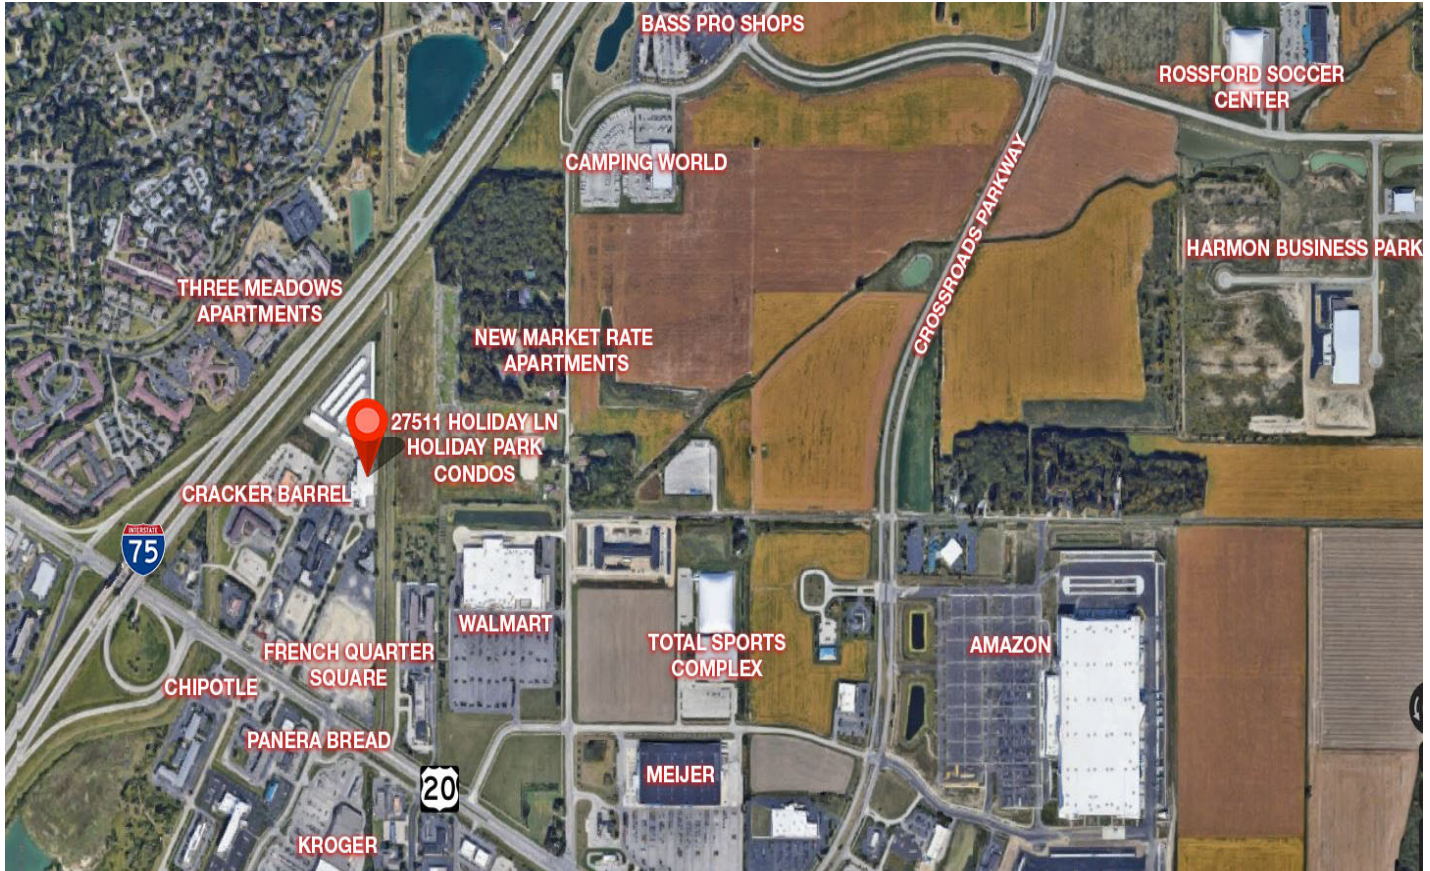 BASS PRO SHOPS
ROSSFORD SOCCER
CENTER
CAMPING WORLD
CROSSROADS PARKWAY
HARMON BUSINESS PARK
THREE MEADOWS
APARTMENTS
NEW MARKET RATE
APARTMENTS
27511 HOLIDAY LN
HOLIDAY PARK
CONDOS
CRACKER BARREL
INTERSTATE
75
WALMART
TOTAL SPORTS
COMPLEX
AMAZON
FRENCH QUARTER
SQUARE
CHIPOTLE
PANERA BREAD
MEIJER
20
KROGER